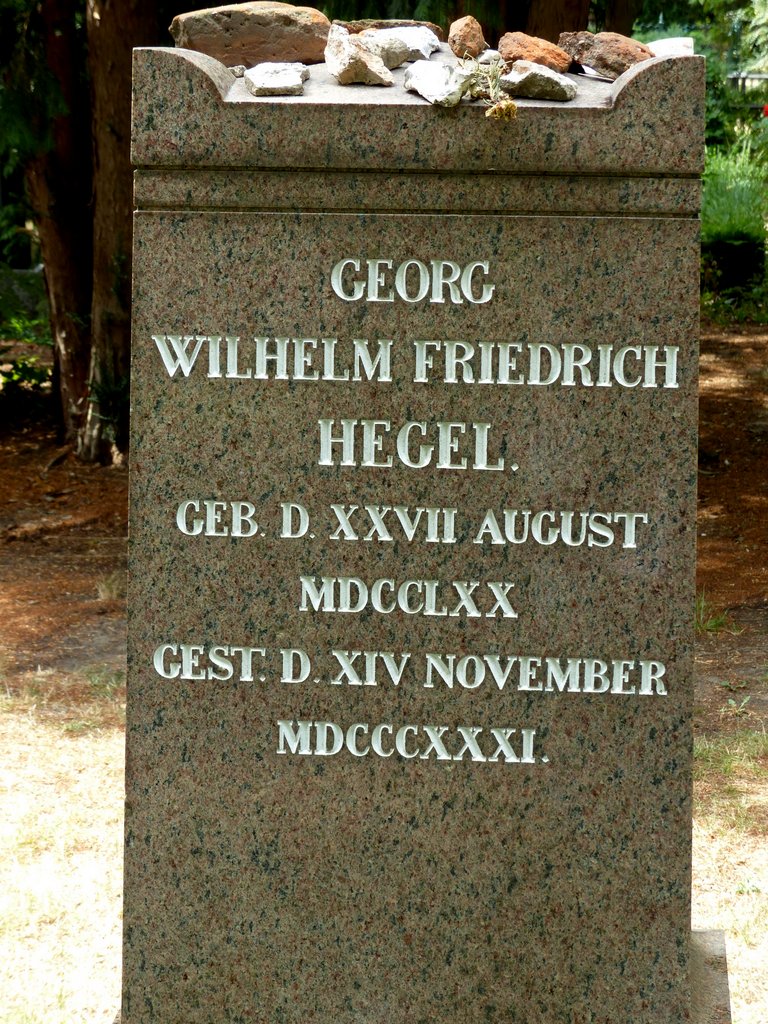 GEORG
WILHELM FRIEDRICH
HEGEL.
GEB. D. XXVII AUGUST
MDCCLXX
GEST. D. XIV NOVEMBER
MDCCCXXXI.